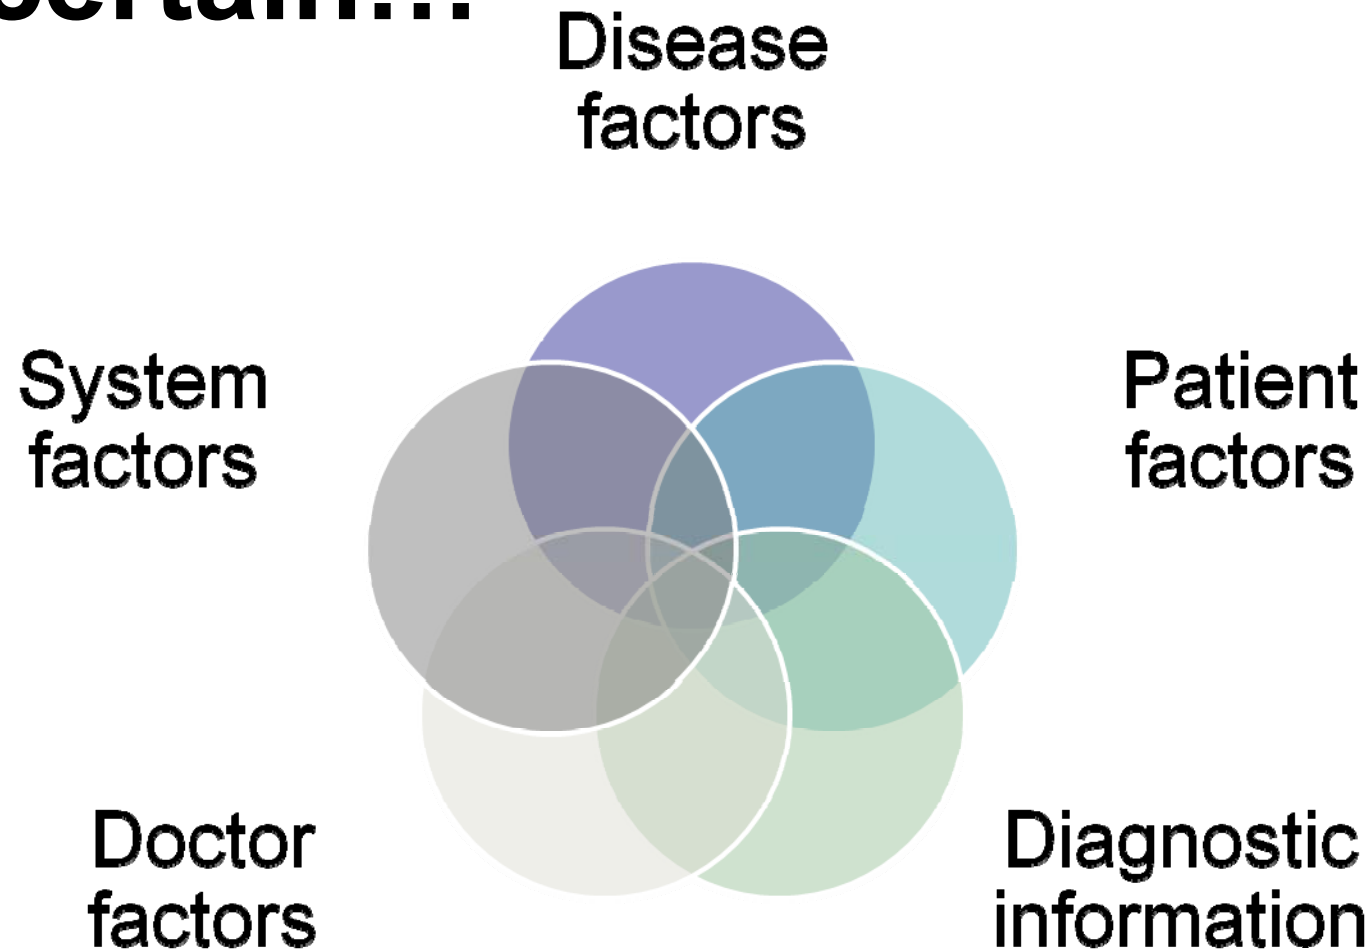 Disease
factors
System
factors
Patient
factors
Doctor
factors
Diagnostic
information